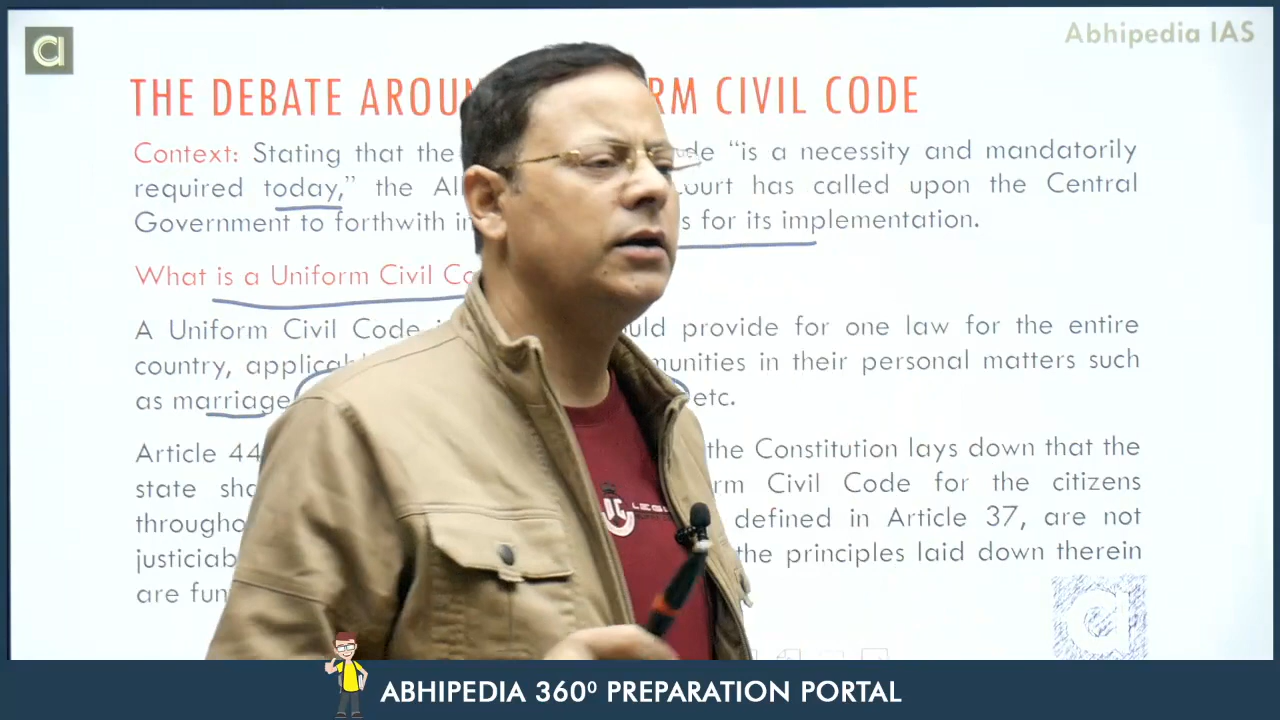 Abhipedia IAS
THE DEBATE AROUN RM CIVIL CODE
Context: Stating that the de “is a necessity and mandatorily
required today,” the Al ourt has called upon the Central
Government to forthwith in s for its implementation.
What is a Uniform Civil Co
A Uniform Civil Code uld provide for one law for the entire
country, applicab munities in their personal matters such
as marriage etc.
Article 44 the Constitution lays down that the
state sha rm Civil Code for the citizens
througho defined in Article 37, are not
justiciab the principles laid down therein
are fun
ABHIPEDIA 360⁰ PREPARATION PORTAL